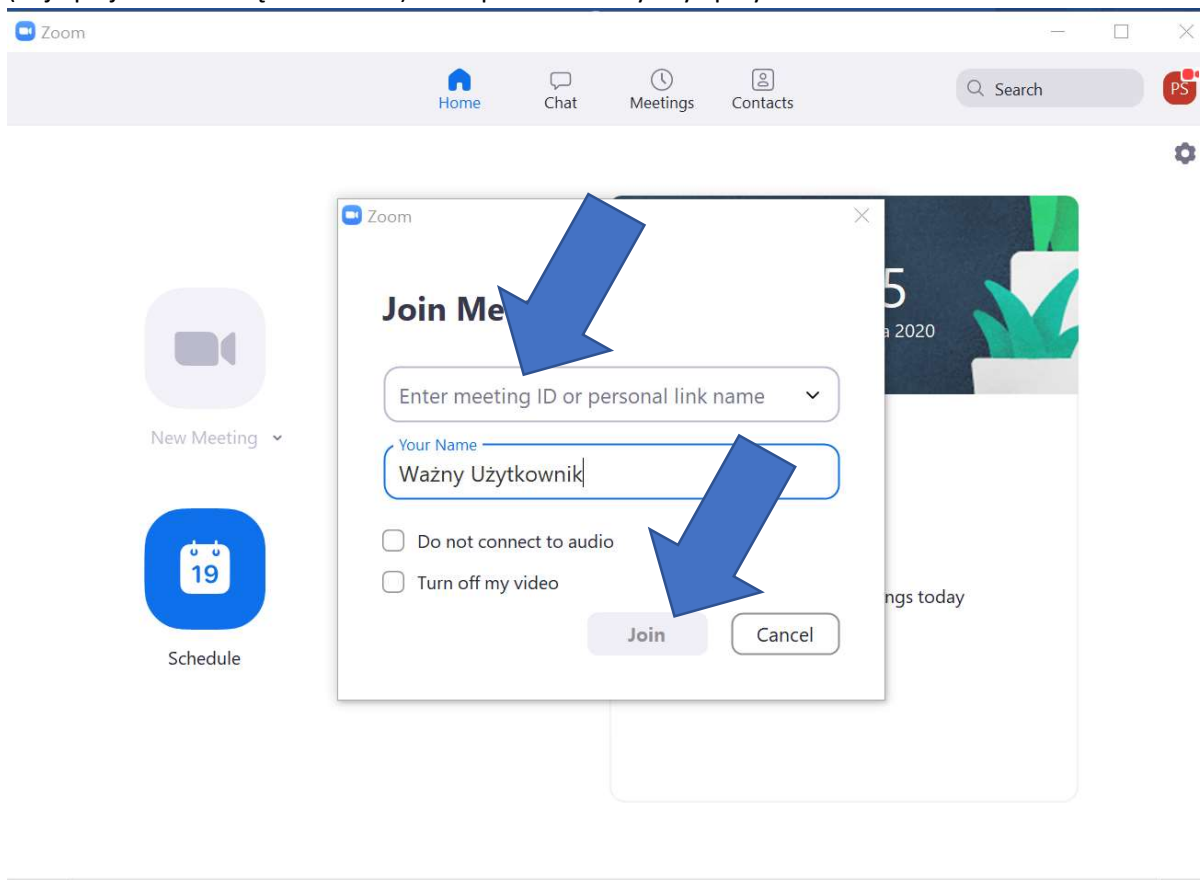 Zoom
Home Chat Meetings Contacts
Search
PS
Zoom
Join Me
5
2020
Enter meeting ID or personal link name
New Meeting
Your Name
Ważny Użytkownik
Do not connect to audio
19
Turn off my video
ngs today
Join Cancel
Schedule